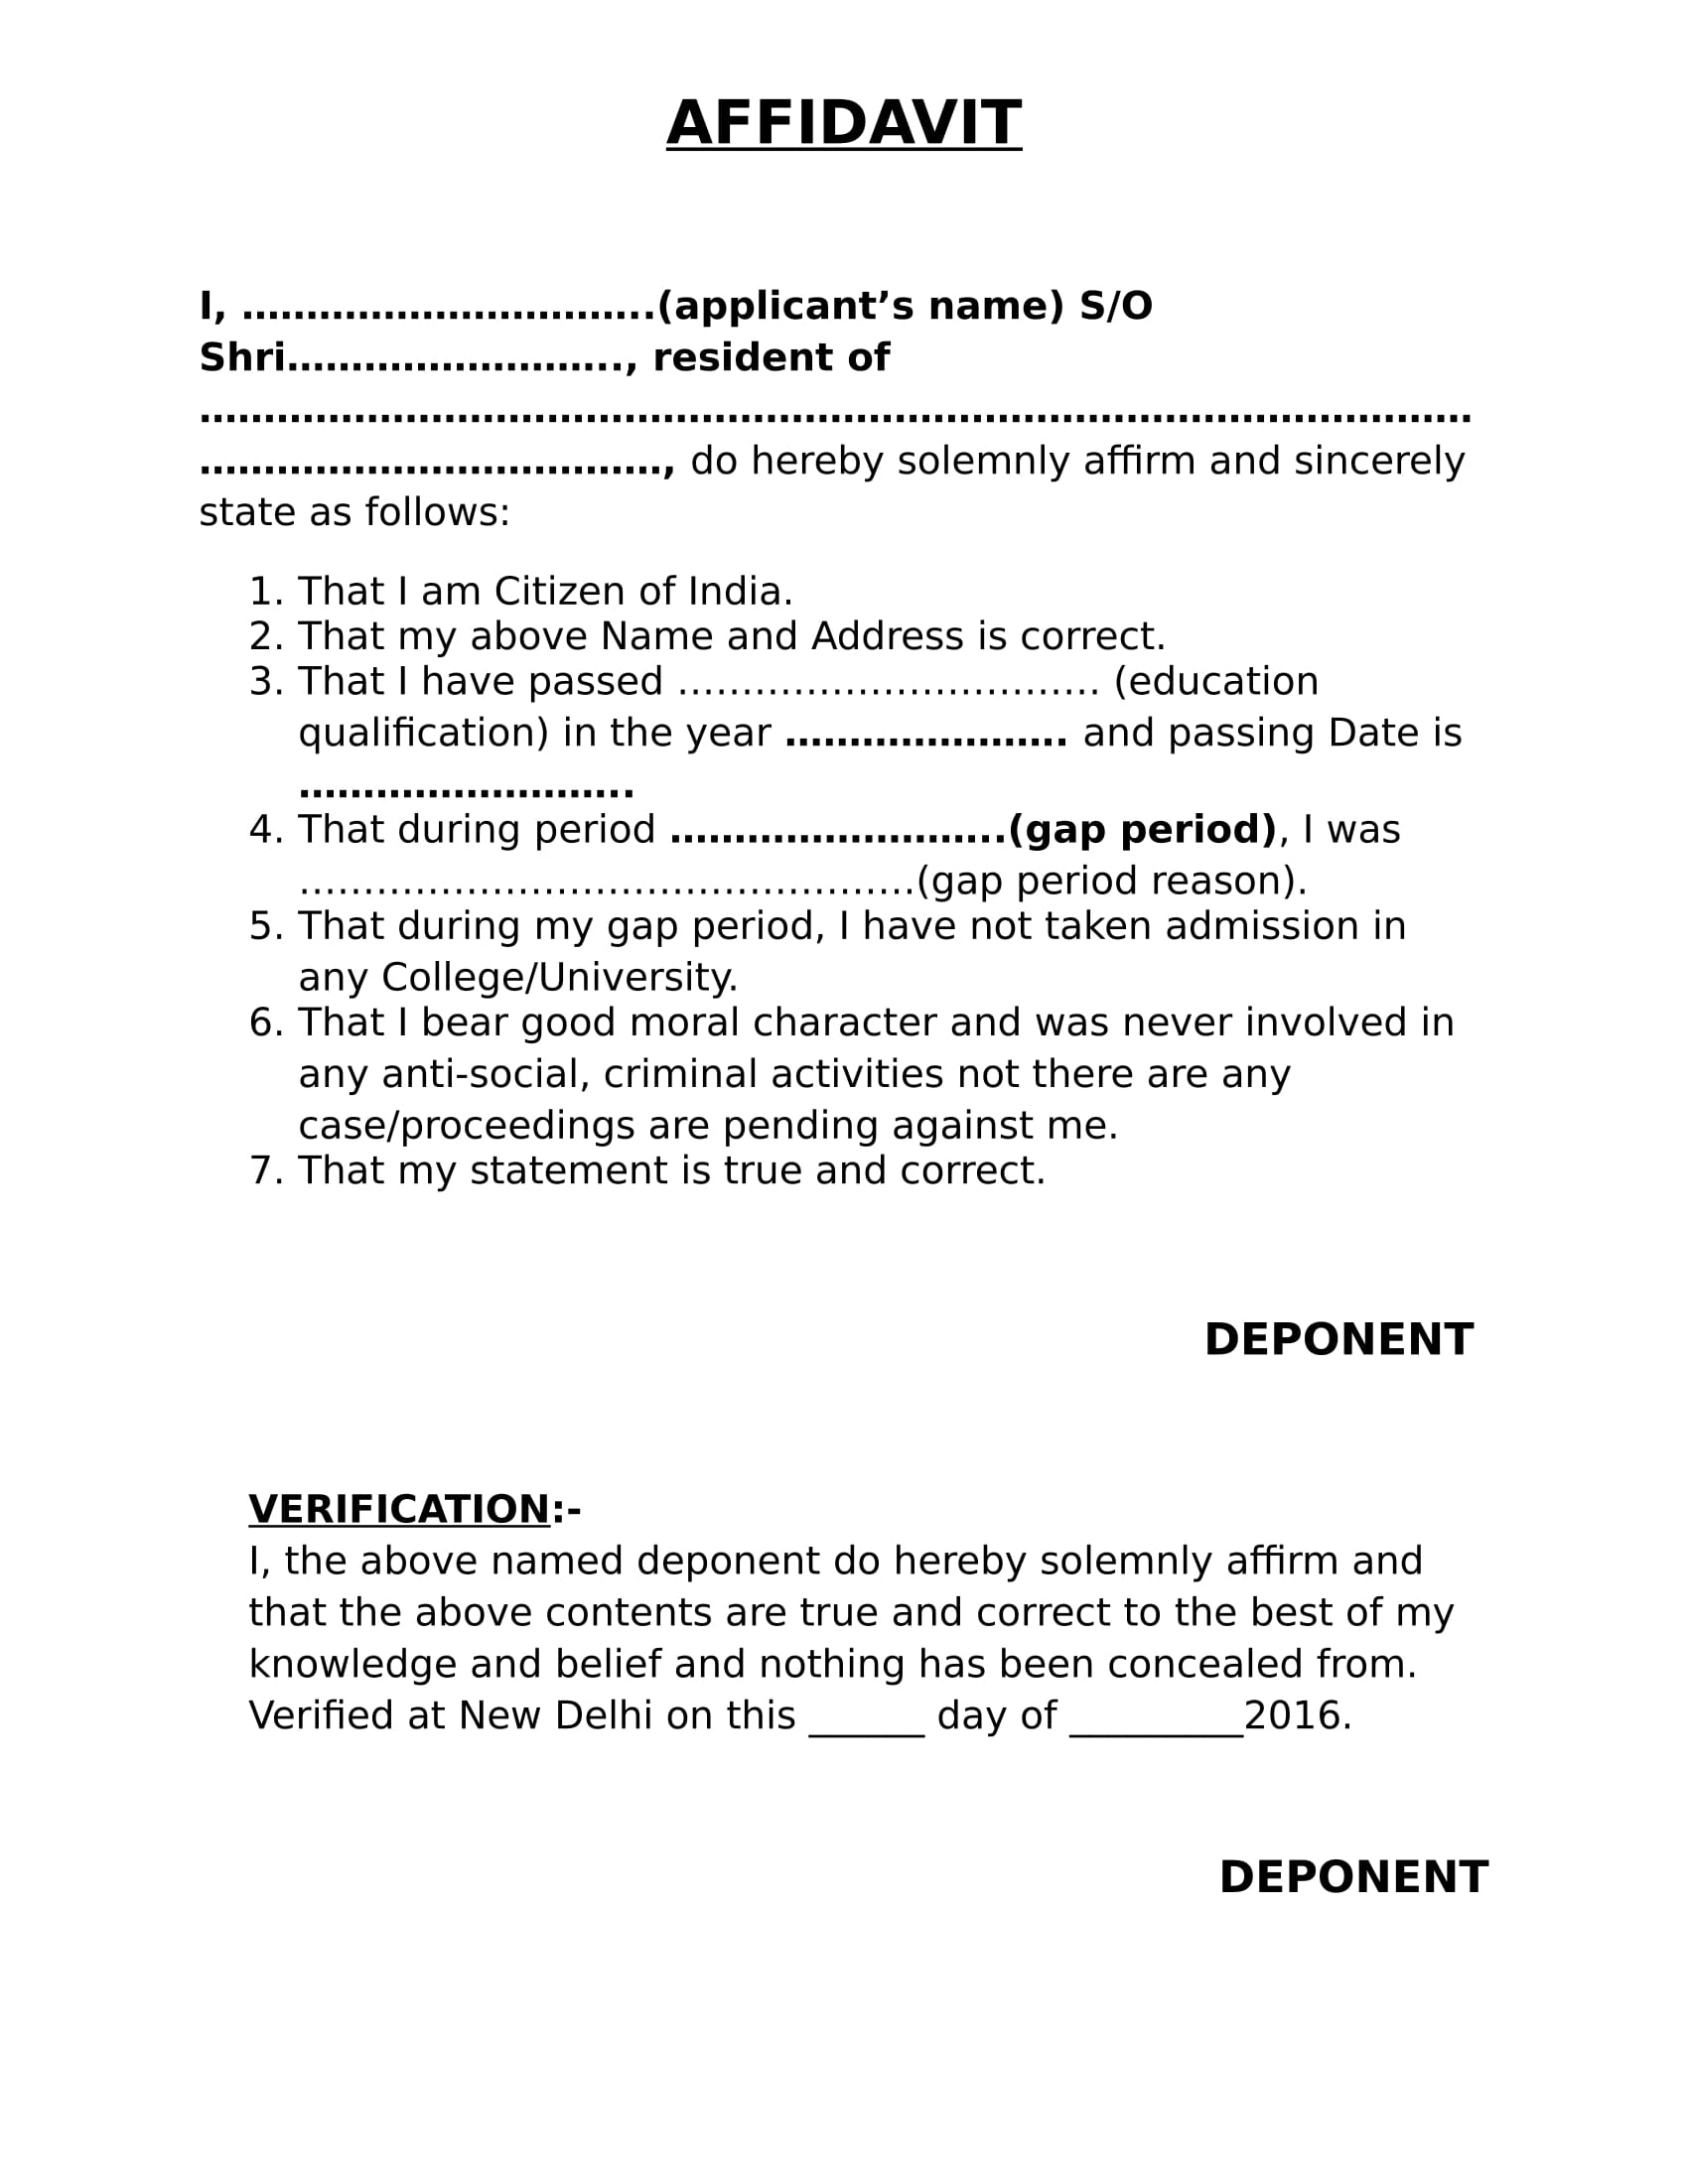 AFFIDAVIT
I, …………………………..(applicant’s name) S/O
Shri…………………….., resident of
………………………………………………………………………………………
………………………………, do hereby solemnly affirm and sincerely
state as follows:
1. That I am Citizen of India.
2. That my above Name and Address is correct.
3. That I have passed …………………………… (education
qualification) in the year …………………. and passing Date is
……………………..
4. That during period ……………………..(gap period), I was
…………………………………………(gap period reason).
5. That during my gap period, I have not taken admission in
any College/University.
6. That I bear good moral character and was never involved in
any anti-social, criminal activities not there are any
case/proceedings are pending against me.
7. That my statement is true and correct.
DEPONENT
VERIFICATION:-
I, the above named deponent do hereby solemnly affirm and
that the above contents are true and correct to the best of my
knowledge and belief and nothing has been concealed from.
Verified at New Delhi on this ______ day of _________2016.
DEPONENT